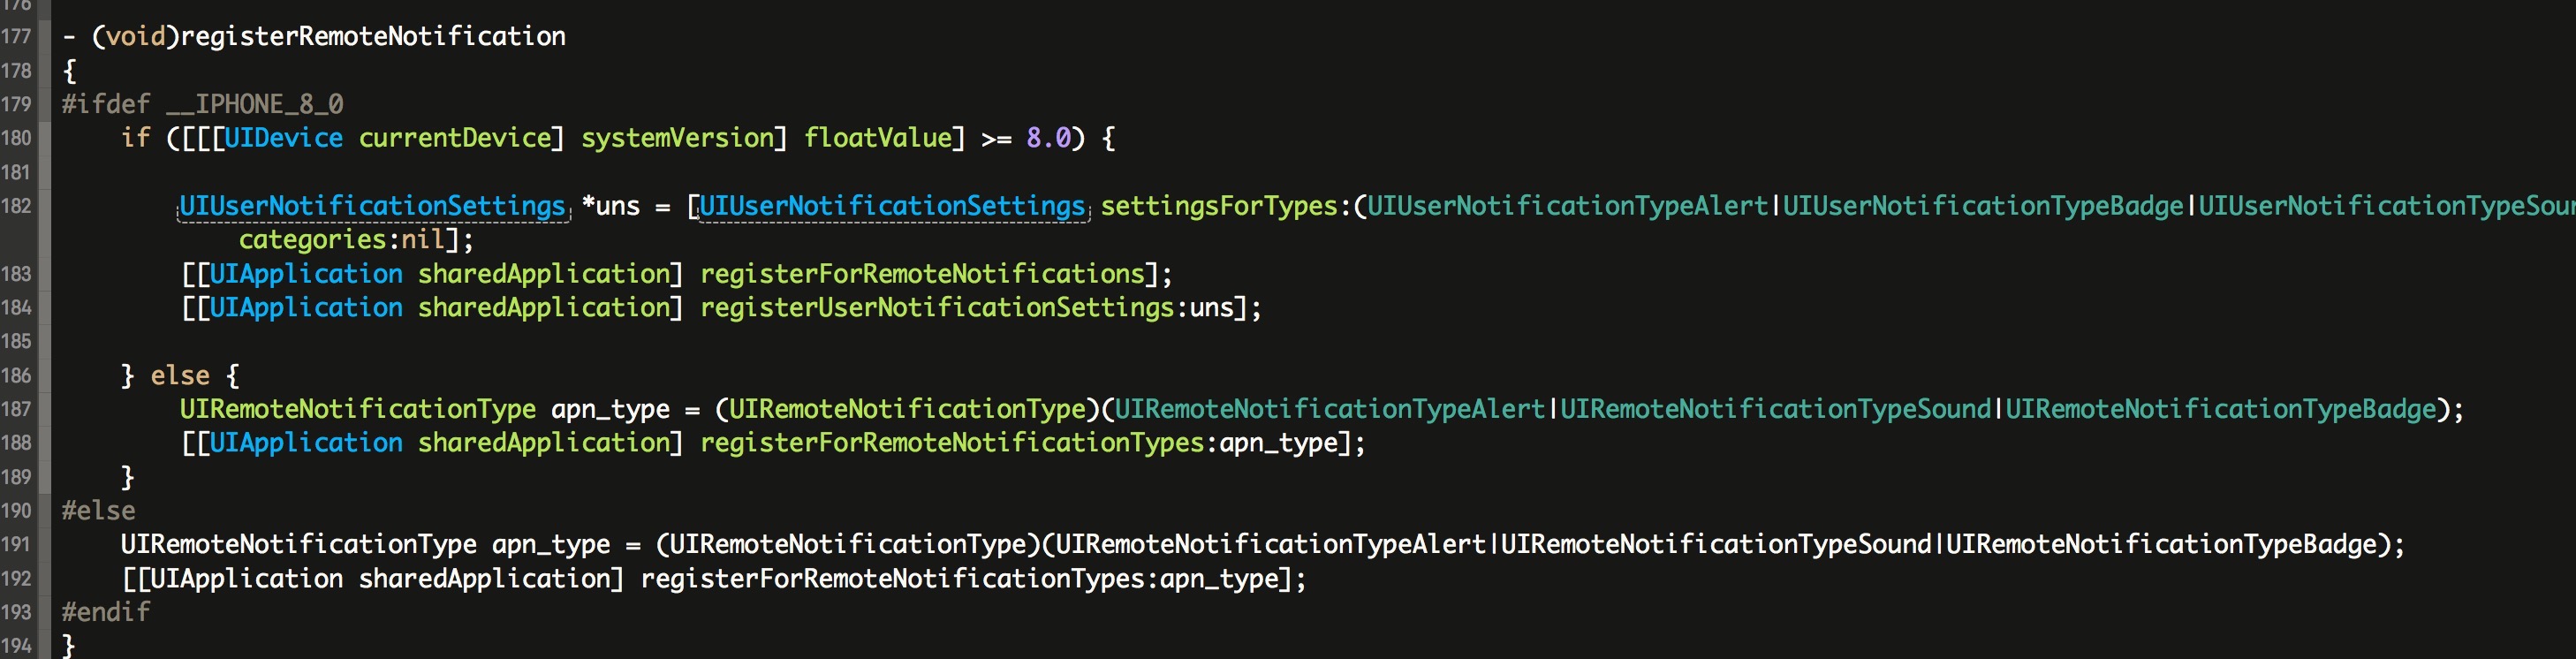 176
177 - (void)registerRemoteNotification
178 {
179 #ifdef __IPHONE_8_0
180 if ([[[UIDevice currentDevice] systemVersion] floatValue] >= 8.0) {
181
182 UIUserNotificationSettings *uns = [UIUserNotificationSettings settingsForTypes:(UIUserNotificationTypeAlert|UIUserNotificationTypeBadge|UIUserNotificationTypeSou
categories:nil];
183 [[UIApplication sharedApplication] registerForRemoteNotifications];
184 [[UIApplication sharedApplication] registerUserNotificationSettings:uns];
185
186 } else {
187 UIRemoteNotificationType apn_type = (UIRemoteNotificationType)(UIRemoteNotificationTypeAlert|UIRemoteNotificationTypeSound|UIRemoteNotificationTypeBadge);
188 [[UIApplication sharedApplication] registerForRemoteNotificationTypes:apn_type];
189 }
190 #else
191 UIRemoteNotificationType apn_type = (UIRemoteNotificationType)(UIRemoteNotificationTypeAlert|UIRemoteNotificationTypeSound|UIRemoteNotificationTypeBadge);
192 [[UIApplication sharedApplication] registerForRemoteNotificationTypes:apn_type];
193 #endif
194 }